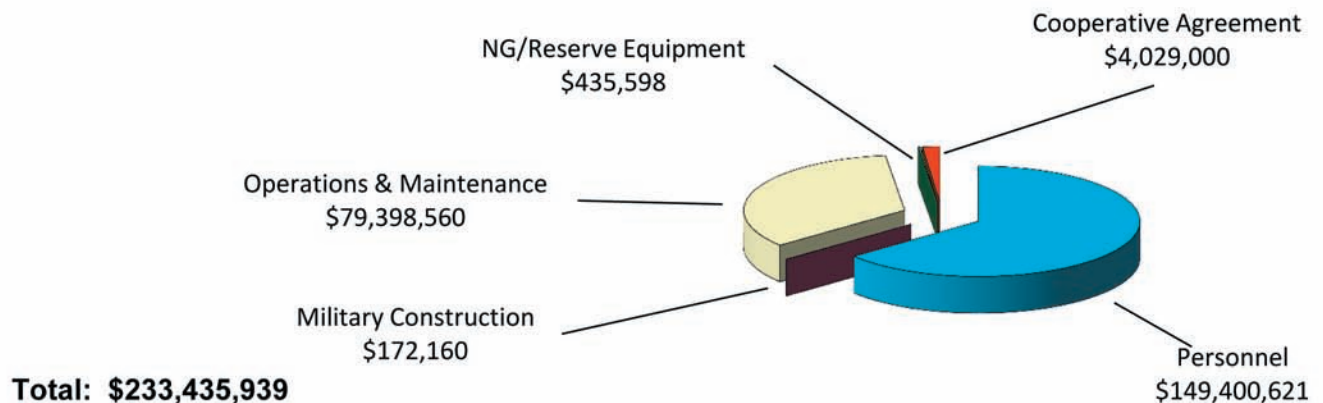 Cooperative Agreement
$4,029,000
NG/Reserve Equipment
$435,598
Operations & Maintenance
$79,398,560
Military Construction
$172,160
Personnel
$149,400,621
Total: $233,435,939